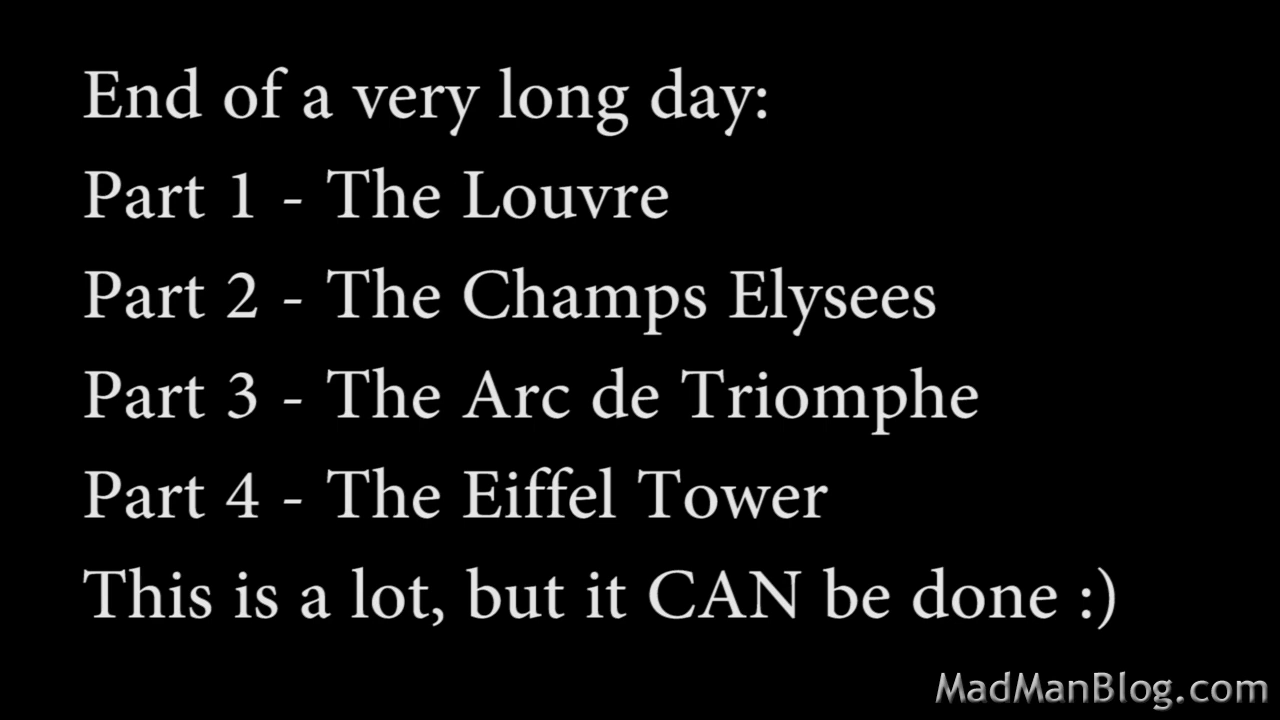 End of a very long day:
Part 1 - The Louvre
Part 2 - The Champs Elysees
Part 3 - The Arc de Triomphe
Part 4 - The Eiffel Tower
This is a lot, but it CAN be done :)
MadManBlog.com